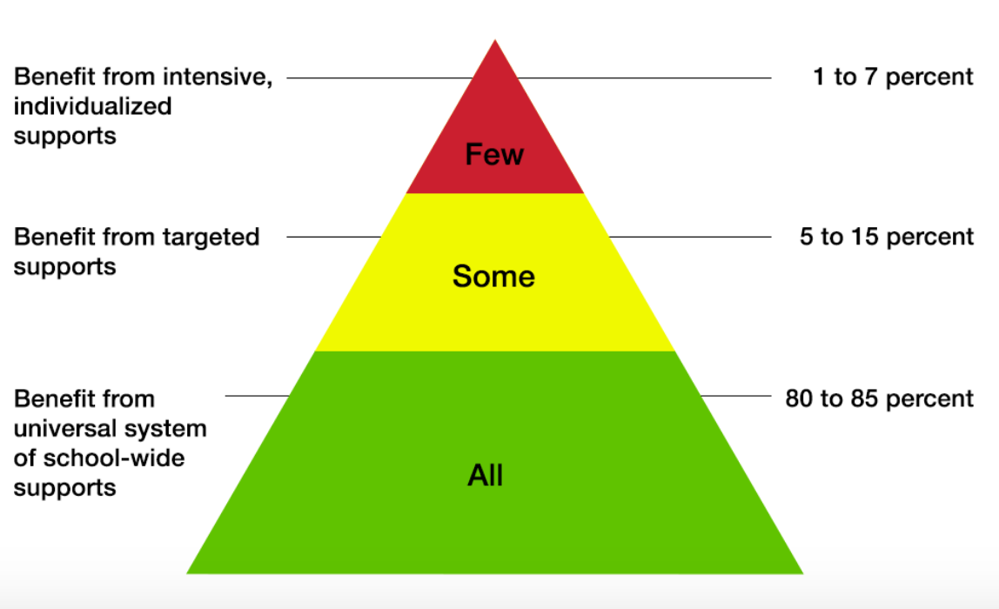 Benefit from intensive,
individualized
supports
1 to 7 percent
Few
Benefit from targeted
supports
5 to 15 percent
Some
Benefit from
universal system
of school-wide
supports
80 to 85 percent
All